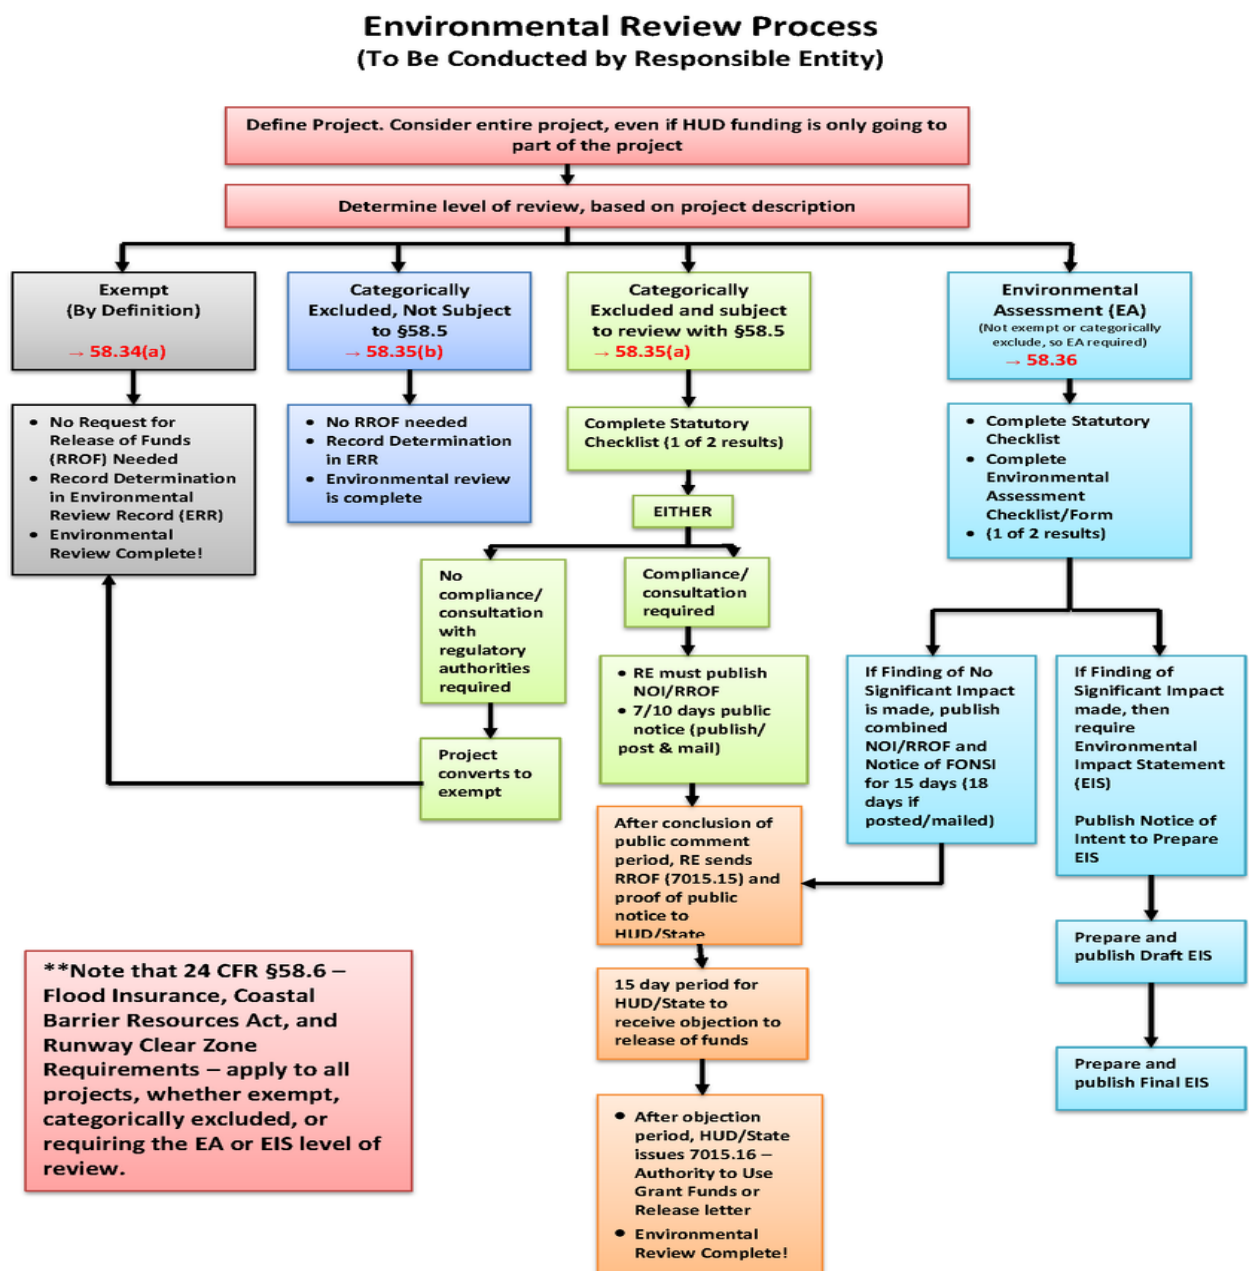 Environmental Review Process
(To Be Conducted by Responsible Entity)
Define Project. Consider entire project, even if HUD funding is only going to
part of the project
Determine level of review, based on project description
Exempt
(By Definition)
→ 58.34(a)
Categorically
Excluded, Not Subject
to §58.5
→ 58.35(b)
Categorically
Excluded and subject
to review with §58.5
→ 58.35(a)
Environmental
Assessment (EA)
(Not exempt or categorically
exclude, so EA required)
→ 58.36
• No Request for
Release of Funds
(RROF) Needed
• Record Determination
in Environmental
Review Record (ERR)
• Environmental
Review Complete!
• No RROF needed
• Record Determination
in ERR
• Environmental review
is complete
Complete Statutory
Checklist (1 of 2 results)
• Complete Statutory
Checklist
• Complete
Environmental
Assessment
Checklist/Form
• (1 of 2 results)
EITHER
No
compliance/
consultation
with
regulatory
authorities
required
Compliance/
consultation
required
Project
converts to
exempt
• RE must publish
NOI/RROF
• 7/10 days public
notice (publish/
post & mail)
If Finding of No
Significant Impact
is made, publish
combined
NOI/RROF and
Notice of FONSI
for 15 days (18
days if
posted/mailed)
If Finding of
Significant Impact
made, then
require
Environmental
Impact Statement
(EIS)
Publish Notice of
Intent to Prepare
EIS
After conclusion of
public comment
period, RE sends
RROF (7015.15) and
proof of public
notice to
HUD/State
Prepare and
publish Draft EIS
15 day period for
HUD/State to
receive objection to
release of funds
Prepare and
publish Final EIS
• After objection
period, HUD/State
issues 7015.16 –
Authority to Use
Grant Funds or
Release letter
• Environmental
Review Complete!
**Note that 24 CFR §58.6 –
Flood Insurance, Coastal
Barrier Resources Act, and
Runway Clear Zone
Requirements – apply to all
projects, whether exempt,
categorically excluded, or
requiring the EA or EIS level of
review.